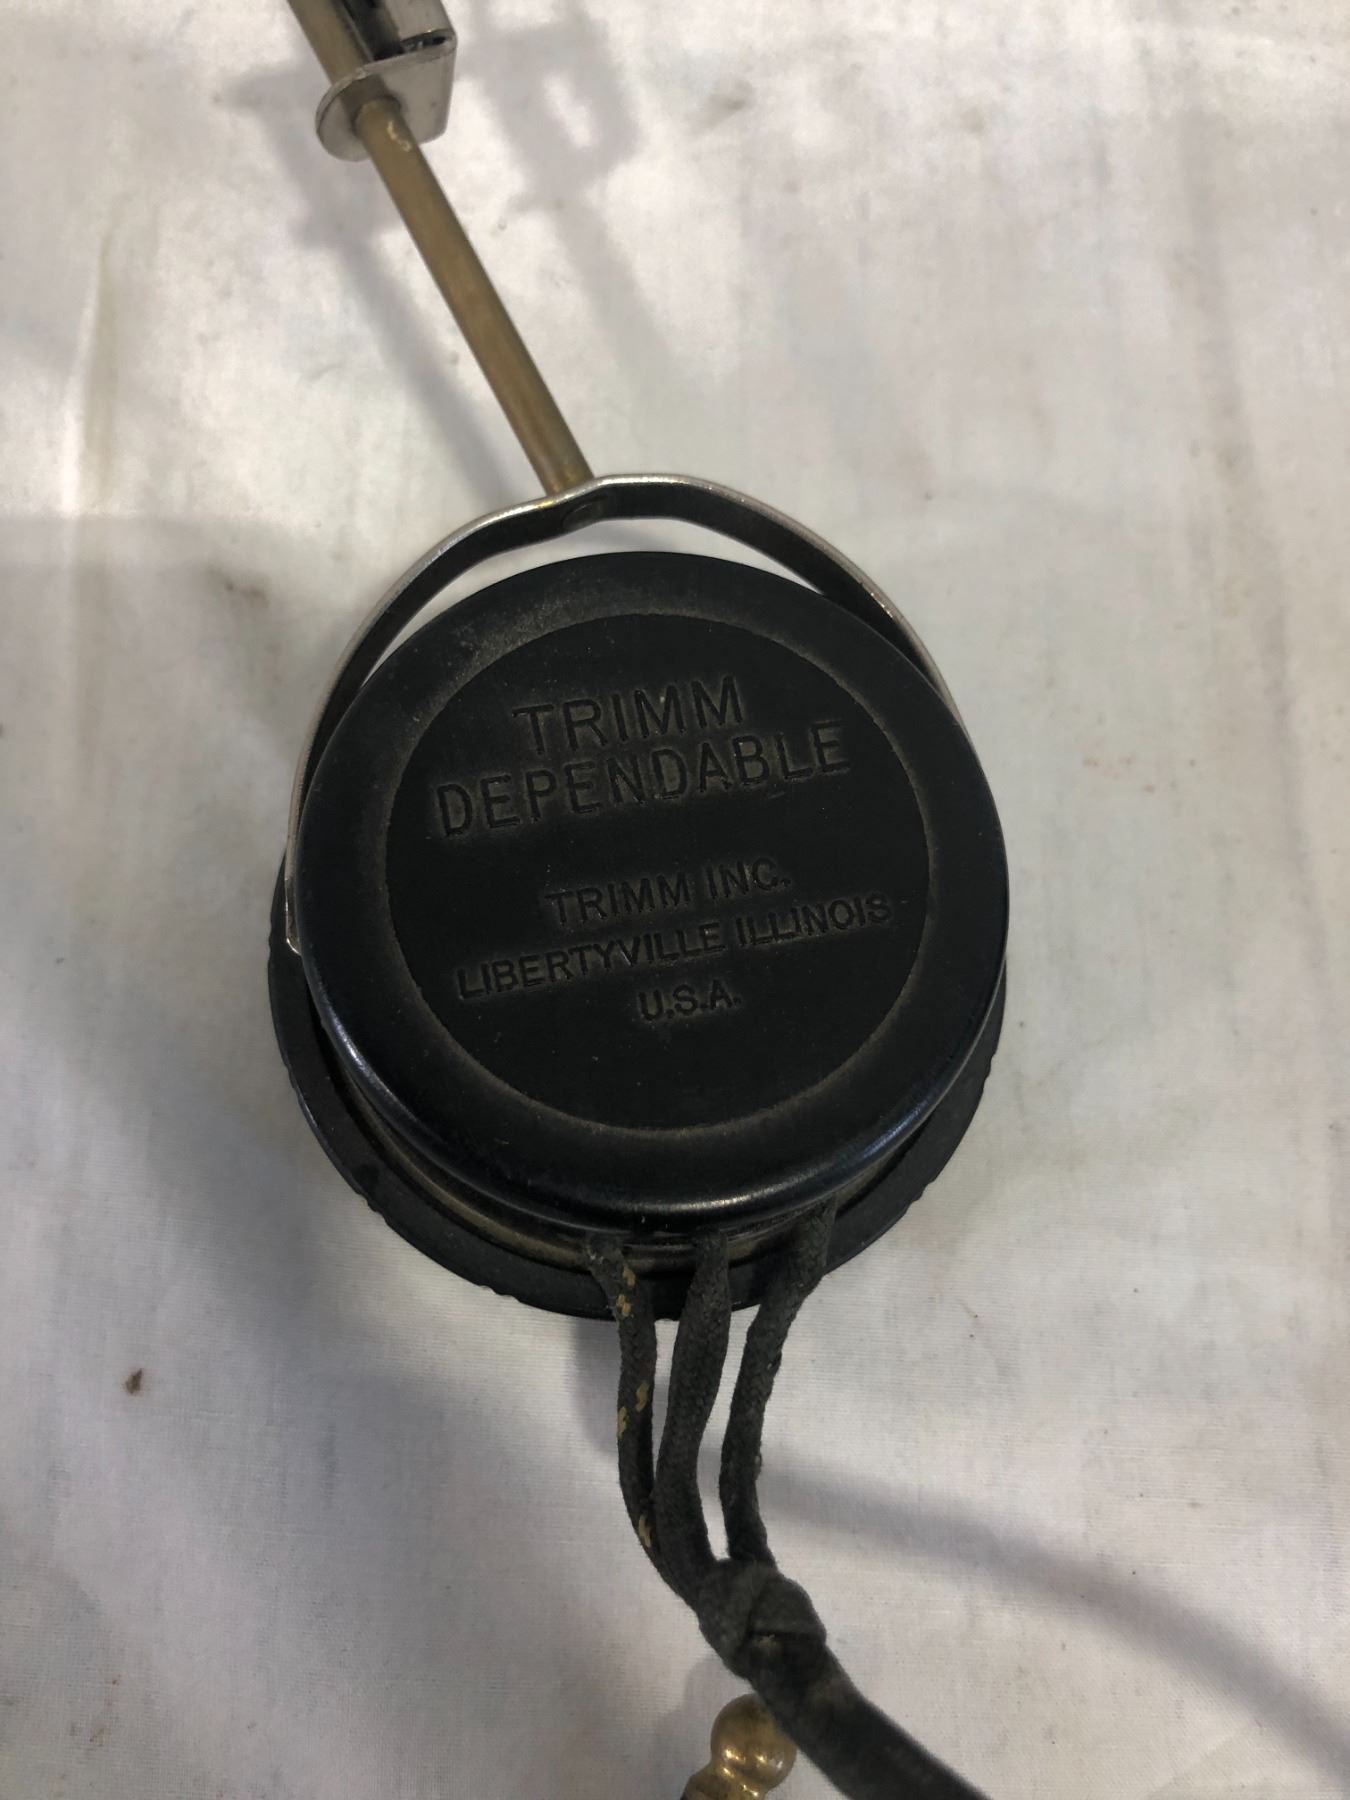 TRIMM
DEPENDABLE
TRIMM INC.
LIBERTYVILLE ILLINOIS
U.S.A.